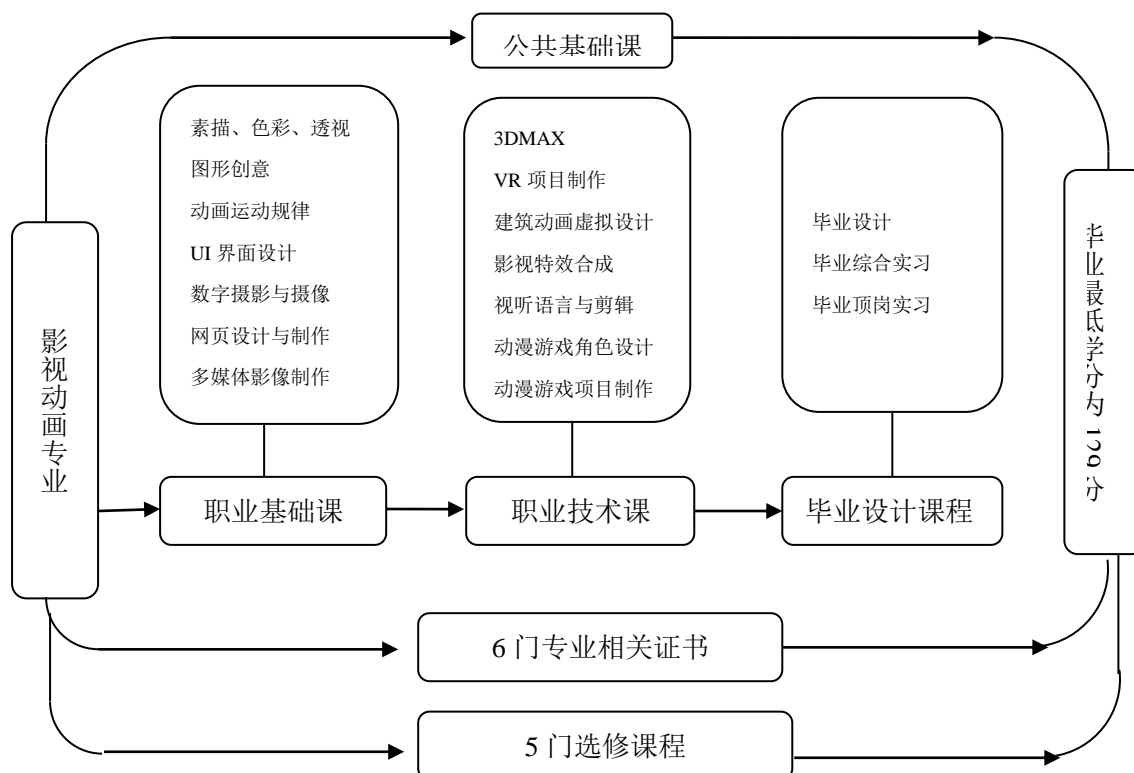 公共基础课
素描、色彩、透视
图形创意
动画运动规律
UI 界面设计
数字摄影与摄像
网页设计与制作
多媒体影像制作
3DMAX
VR 项目制作
建筑动画虚拟设计
影视特效合成
视听语言与剪辑
动漫游戏角色设计
动漫游戏项目制作
毕业设计
毕业综合实习
毕业顶岗实习
影视动画专业
职业基础课
职业技术课
毕业设计课程
毕业最低学分为 129 分
6 门专业相关证书
5 门选修课程